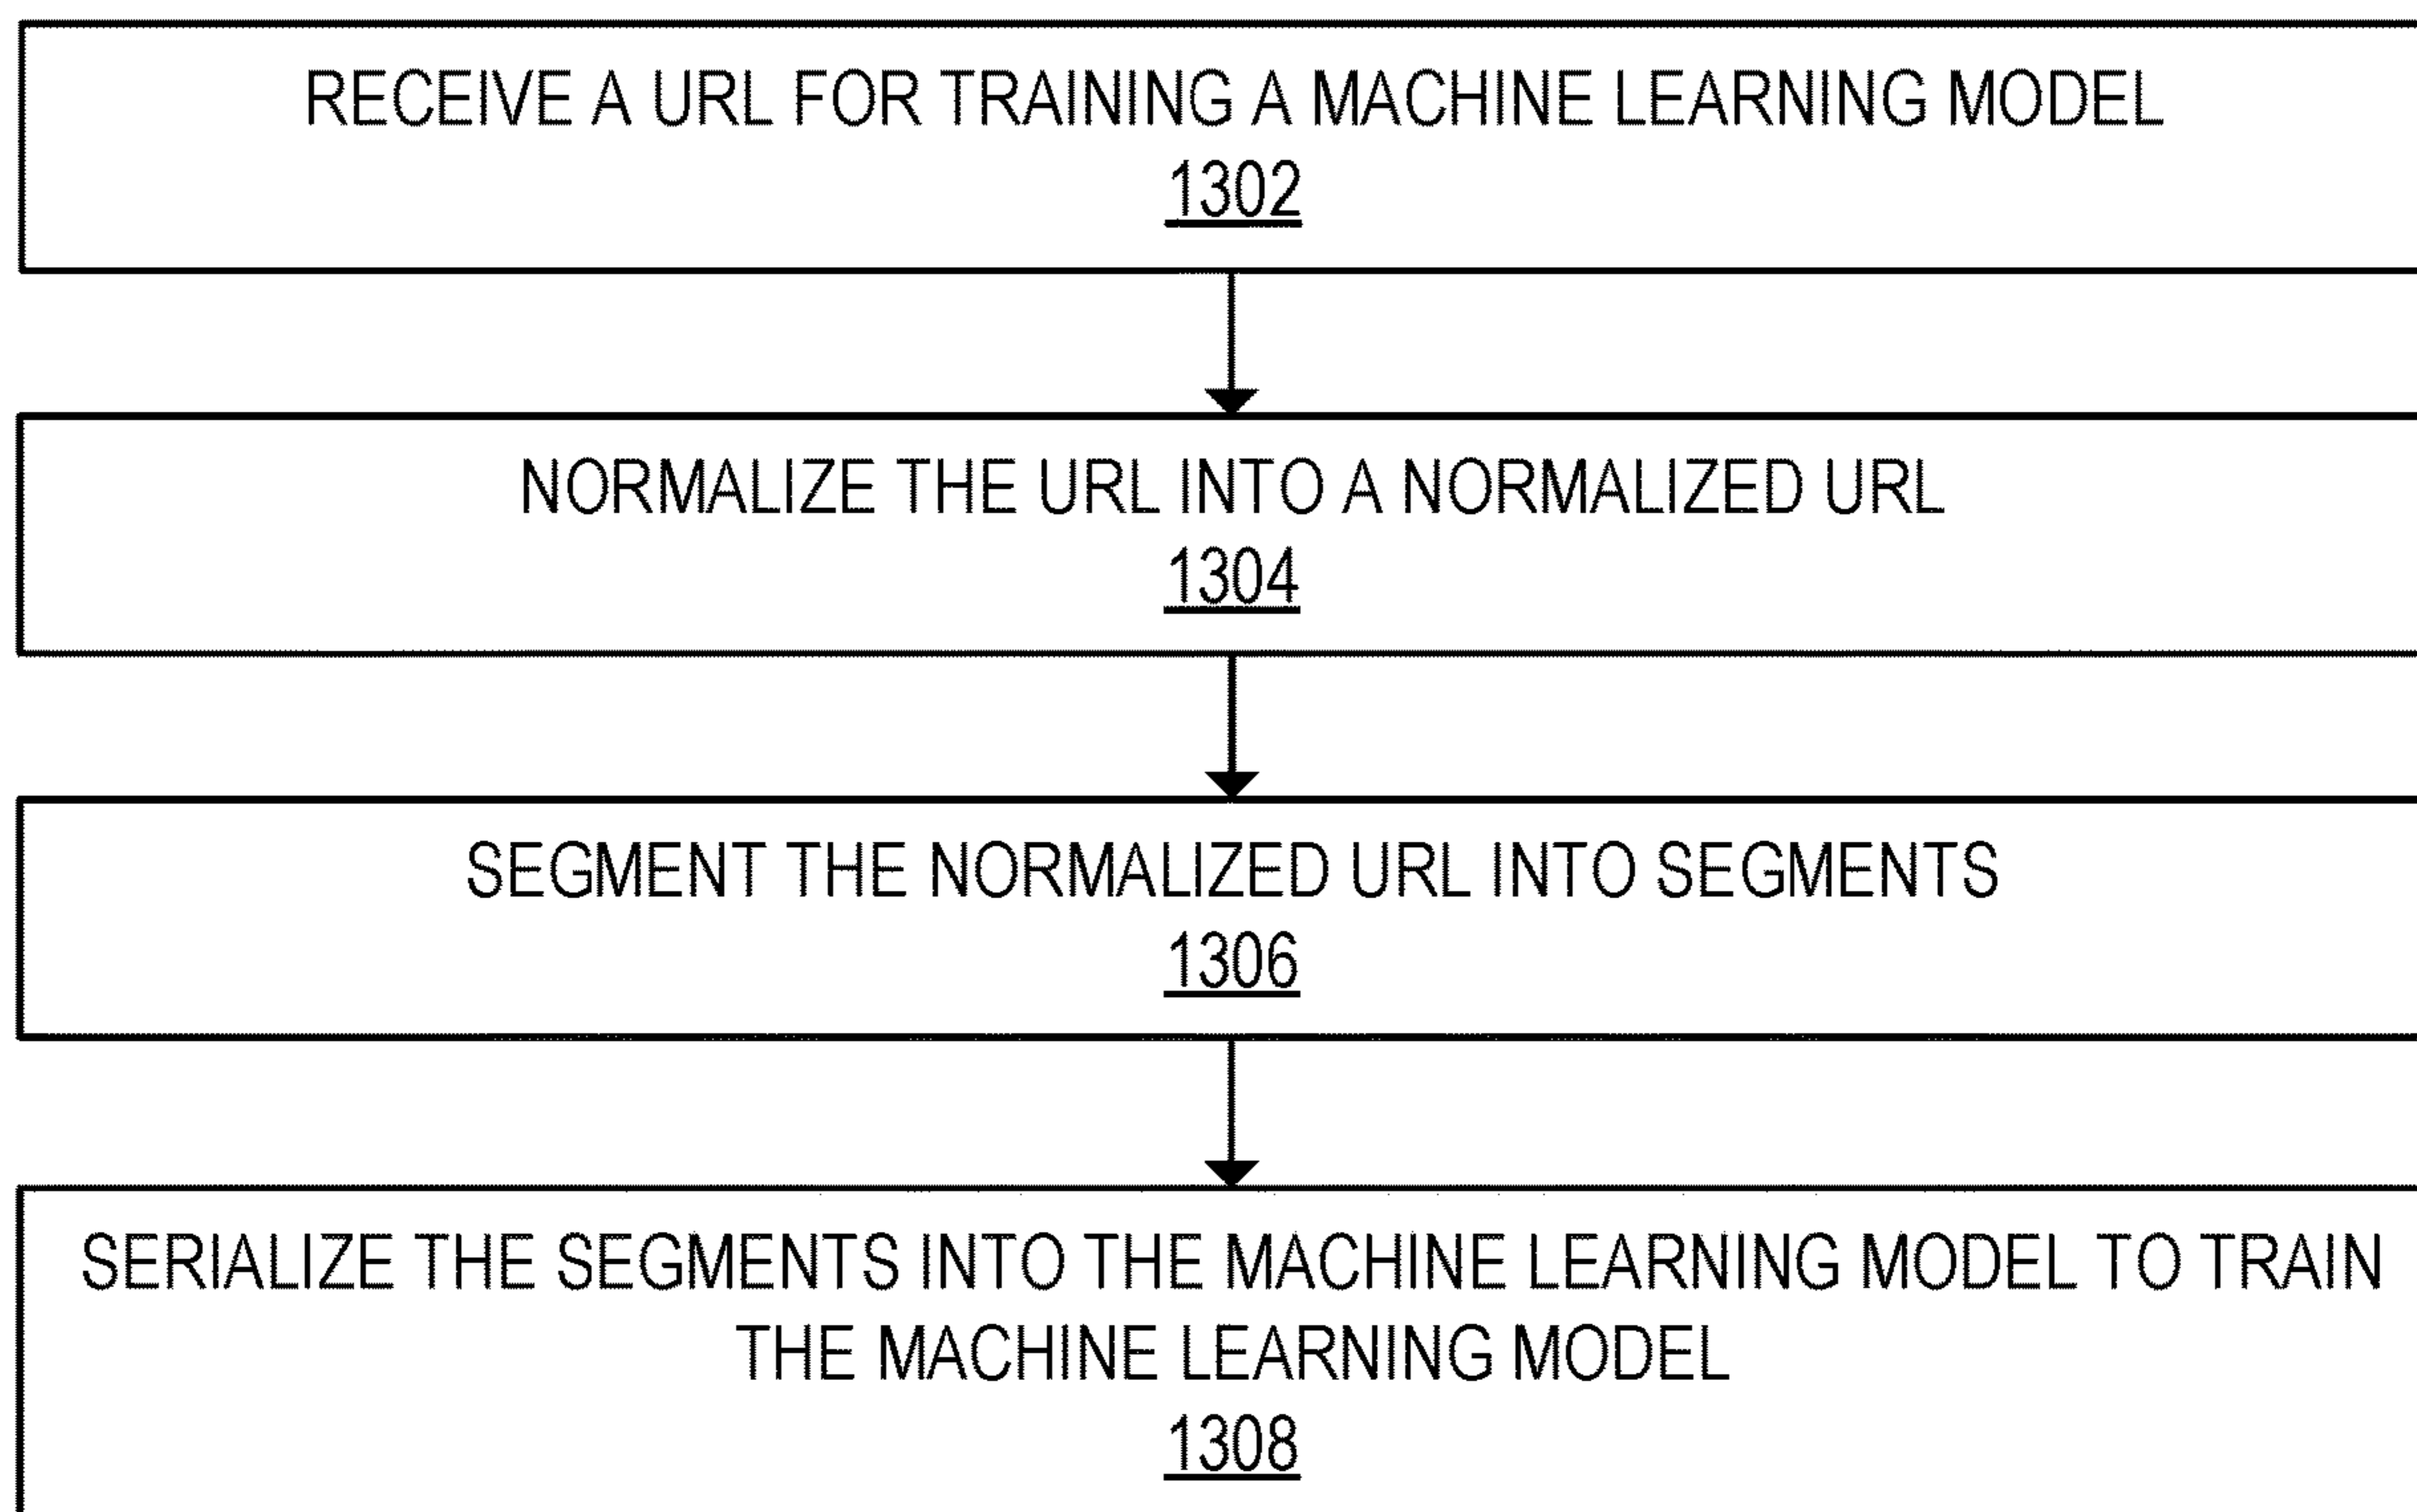 RECEIVE A URL FOR TRAINING A MACHINE LEARNING MODEL
1302
NORMALIZE THE URL INTO A NORMALIZED URL
1304
SEGMENT THE NORMALIZED URL INTO SEGMENTS
1306
SERIALIZE THE SEGMENTS INTO THE MACHINE LEARNING MODEL TO TRAIN
THE MACHINE LEARNING MODEL
1308